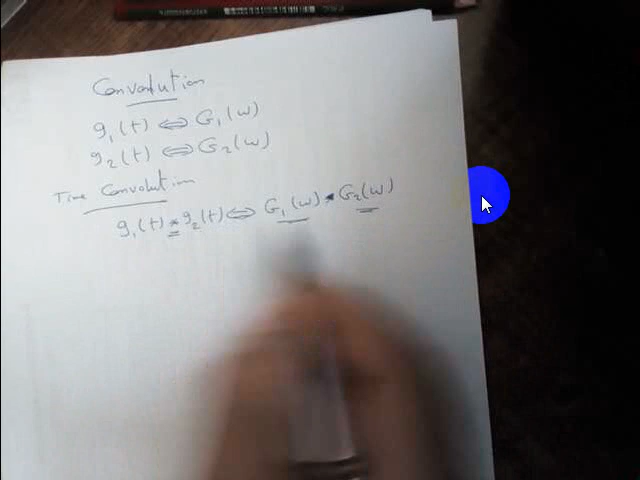 Convolution
g₁(t) ⇔ G₁(w)
g₂(t) ⇔ G₂(w)
Time Convolution
g₁(t) * g₂(t) ⇔ G₁(w) • G₂(w)